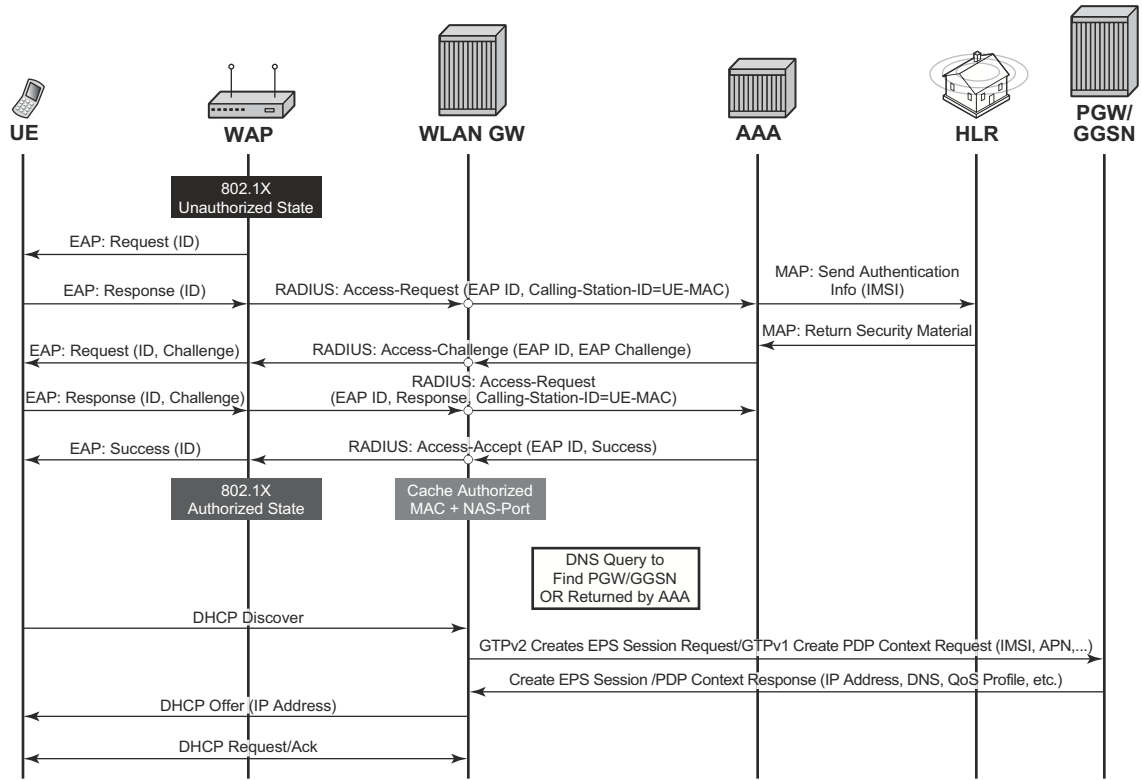 UE
WAP
WLAN GW
AAA
HLR
PGW/
GGSN
802.1X
Unauthorized State
EAP: Request (ID)
EAP: Response (ID)
RADIUS: Access-Request (EAP ID, Calling-Station-ID=UE-MAC)
MAP: Send Authentication
Info (IMSI)
MAP: Return Security Material
EAP: Request (ID, Challenge)
RADIUS: Access-Challenge (EAP ID, EAP Challenge)
RADIUS: Access-Request
(EAP ID, Response, Calling-Station-ID=UE-MAC)
EAP: Response (ID, Challenge)
EAP: Success (ID)
RADIUS: Access-Accept (EAP ID, Success)
802.1X
Authorized State
Cache Authorized
MAC + NAS-Port
DNS Query to
Find PGW/GGSN
OR Returned by AAA
DHCP Discover
GTPv2 Creates EPS Session Request/GTPv1 Create PDP Context Request (IMSI, APN,...)
Create EPS Session /PDP Context Response (IP Address, DNS, QoS Profile, etc.)
DHCP Offer (IP Address)
DHCP Request/Ack